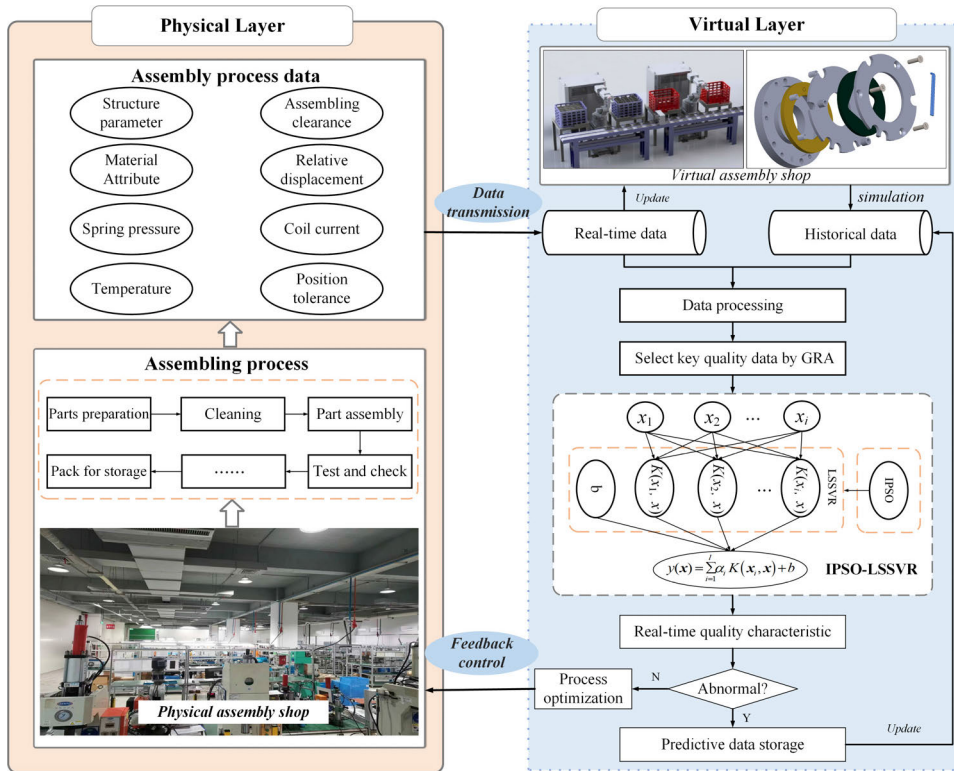 Physical Layer
Assembly process data
Structure
parameter
Assembling
clearance
Material
Attribute
Relative
displacement
Spring pressure
Coil current
Temperature
Position
tolerance
Assembling process
Parts preparation
Cleaning
Part assembly
Pack for storage
······
Test and check
Physical assembly shop
Data
transmission
Feedback
control
Virtual Layer
Virtual assembly shop
Update
simulation
Real-time data
Historical data
Data processing
Select key quality data by GRA
x₁
x₂
···
xᵢ
b
K(x₁, x)
K(x₂, x)
···
K(xᵢ, x)
LSSVR
IPSO
y(x)=∑ᵢ₌₁ˡ αᵢ K(xᵢ,x)+b
IPSO-LSSVR
Real-time quality characteristic
Process
optimization
N
Abnormal?
Y
Update
Predictive data storage